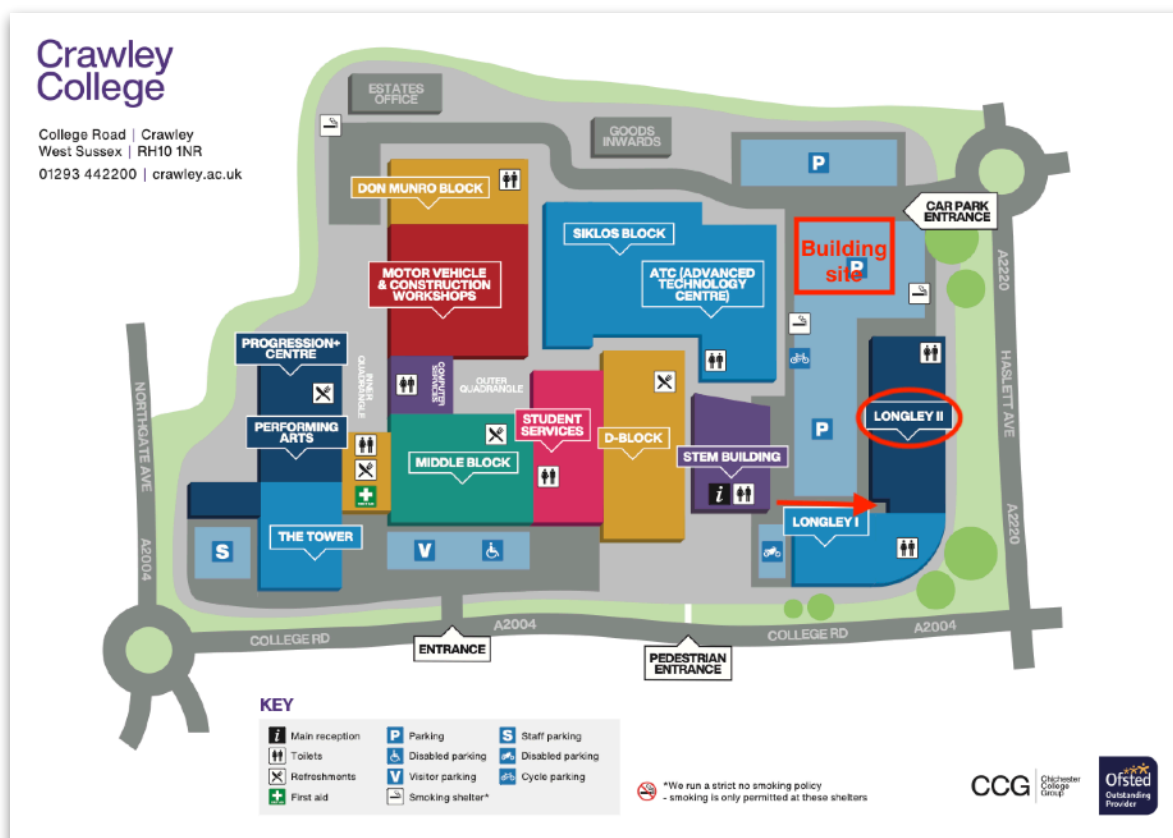 Crawley
College
College Road | Crawley
West Sussex | RH10 1NR
01293 442200 | crawley.ac.uk
ESTATES
OFFICE
GOODS
INWARDS
P
CAR PARK
ENTRANCE
DON MUNRO BLOCK
SIKLOS BLOCK
Building
site
P
A2220
MOTOR VEHICLE
& CONSTRUCTION
WORKSHOPS
ATC (ADVANCED
TECHNOLOGY
CENTRE)
PROGRESSION+
CENTRE
INNER
QUADRANGLE
COMPUTER
SERVICES
OUTER
QUADRANGLE
HASLETT AVE
NORTHGATE AVE
PERFORMING
ARTS
MIDDLE BLOCK
STUDENT
SERVICES
D-BLOCK
STEM BUILDING
P
LONGLEY II
i
LONGLEY I
A2220
FIRST AID
THE TOWER
S
V
A2004
COLLEGE RD
A2004
COLLEGE RD
A2004
ENTRANCE
PEDESTRIAN
ENTRANCE
KEY
i Main reception
Toilets
Refreshments
First aid
P Parking
Disabled parking
V Visitor parking
Smoking shelter*
S Staff parking
Disabled parking
Cycle parking
*We run a strict no smoking policy
- smoking is only permitted at these shelters
CCG
Chichester
College
Group
Ofsted
Outstanding
Provider